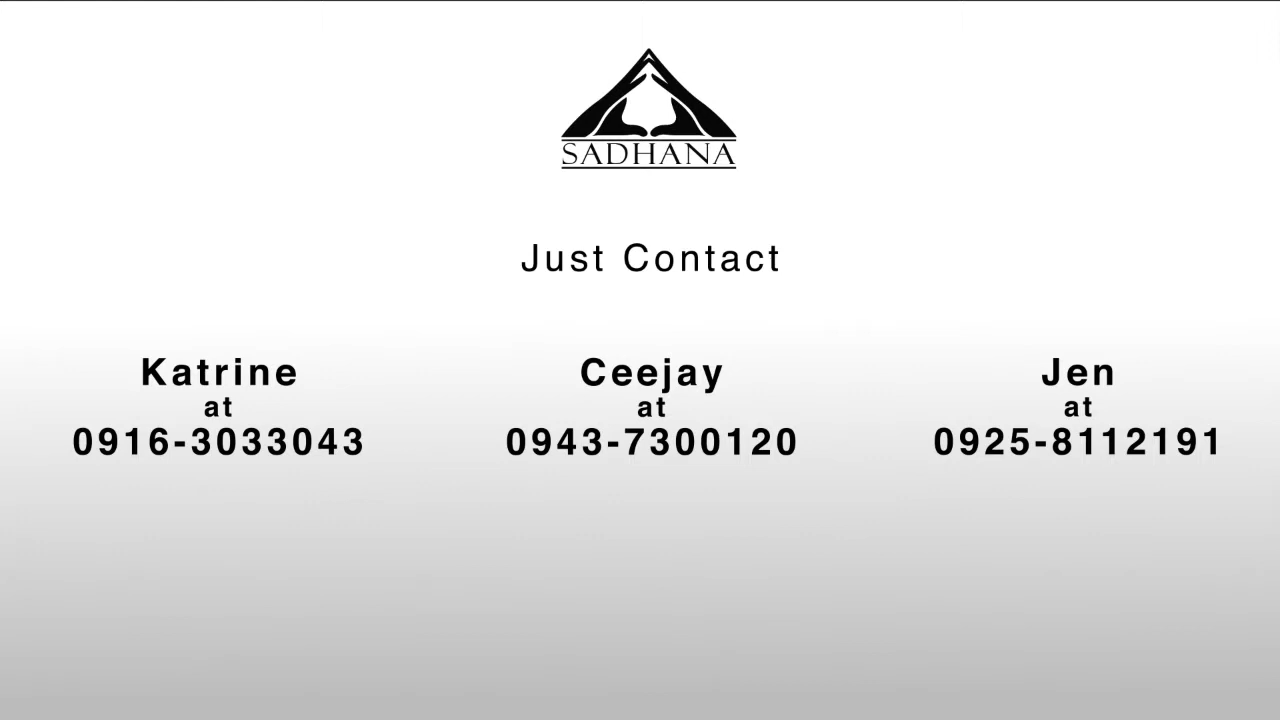 SADHANA
Just Contact
Katrine
at
0916-3033043
Ceejay
at
0943-7300120
Jen
at
0925-8112191